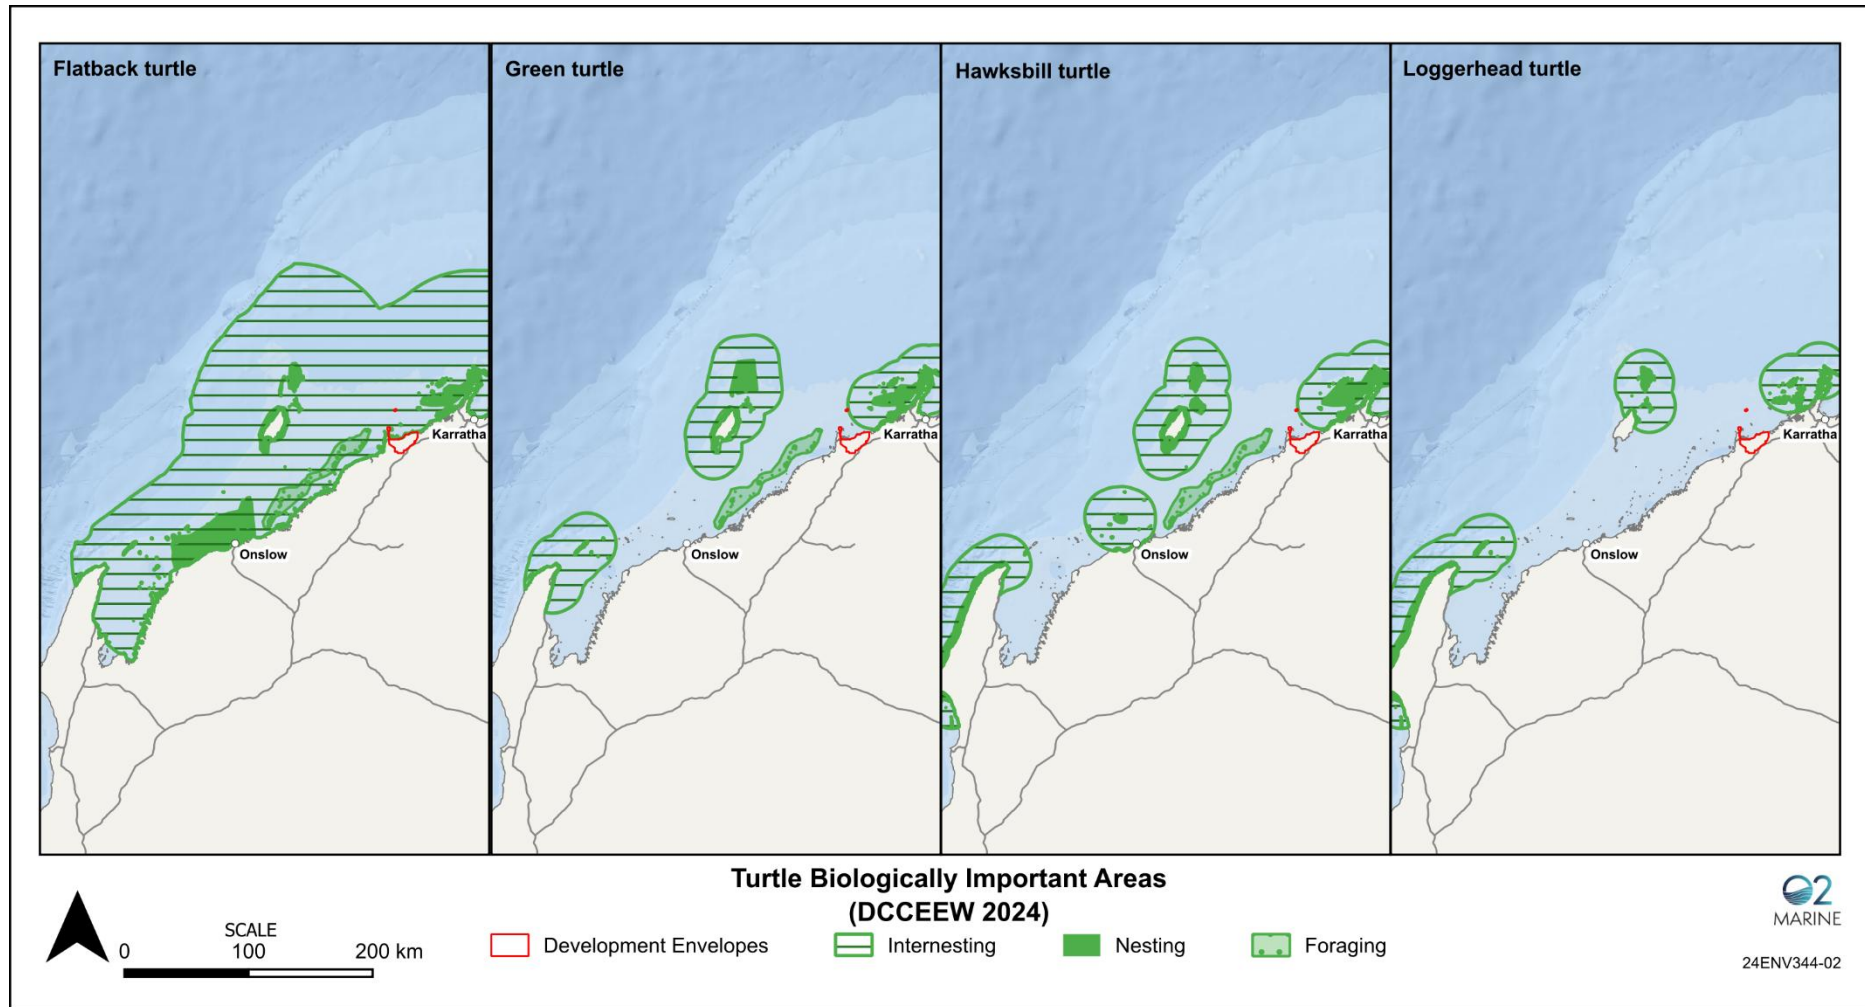 Flatback turtle
Karratha
Onslow
Green turtle
Karratha
Onslow
Hawksbill turtle
Karratha
Onslow
Loggerhead turtle
Karratha
Onslow
Turtle Biologically Important Areas
(DCCEEW 2024)
SCALE
0 100 200 km
Development Envelopes
Internesting
Nesting
Foraging
O2
MARINE
24ENV344-02